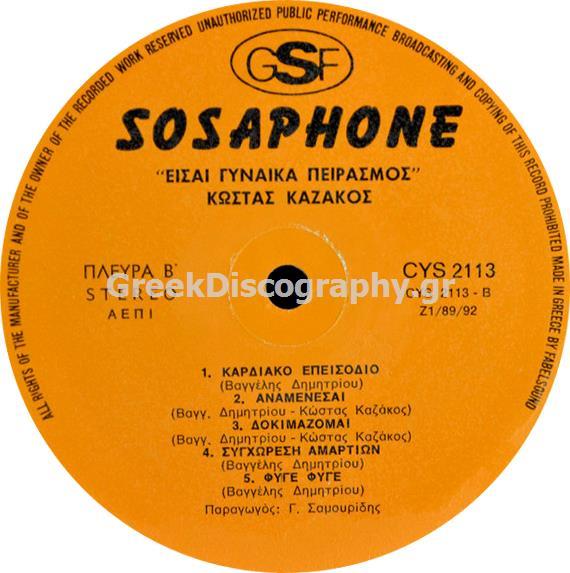 ALL RIGHTS OF THE MANUFACTURER AND OF THE OWNER OF THE RECORDED WORK RESERVED UNAUTHORIZED PUBLIC PERFORMANCE BROADCASTING AND COPYING OF THIS RECORD PROHIBITED MADE IN GREECE BY FABELSOUND
GSF
SOSAPHONE
"ΕΙΣΑΙ ΓΥΝΑΙΚΑ ΠΕΙΡΑΣΜΟΣ"
ΚΩΣΤΑΣ ΚΑΖΑΚΟΣ
ΠΛΕΥΡΑ Β΄
CYS 2113
GreekDiscography.gr
STEREO
CYS 2113 - B
ΑΕΠΙ
Z1/89/92
1. ΚΑΡΔΙΑΚΟ ΕΠΕΙΣΟΔΙΟ
(Βαγγέλης Δημητρίου)
2. ΑΝΑΜΕΝΕΣΑΙ
(Βαγγ. Δημητρίου - Κώστας Καζάκος)
3. ΔΟΚΙΜΑΖΟΜΑΙ
(Βαγγ. Δημητρίου - Κώστας Καζάκος)
4. ΣΥΓΧΩΡΕΣΗ ΑΜΑΡΤΙΩΝ
(Βαγγέλης Δημητρίου)
5. ΦΥΓΕ ΦΥΓΕ
(Βαγγέλης Δημητρίου)
Παραγωγὸς: Γ. Σαμουρίδης